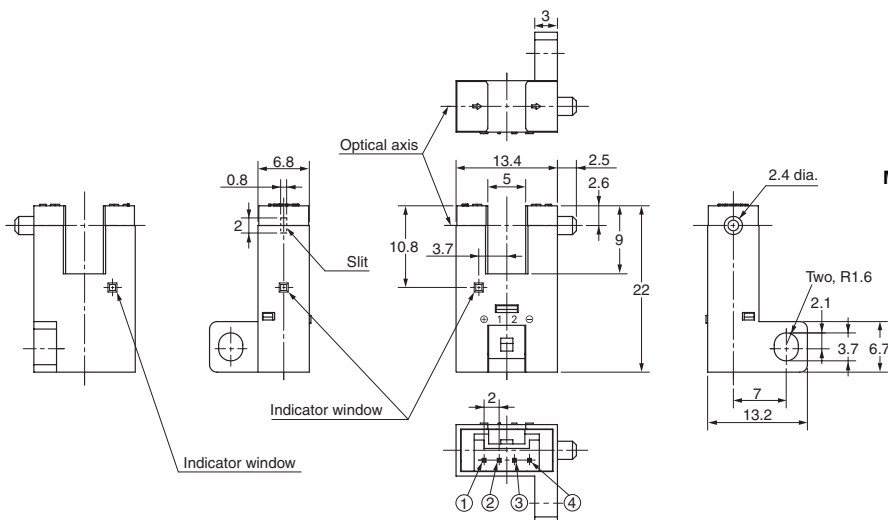 3
Optical axis
13.4
2.5
6.8
0.8
5
2.6
2.4 dia.
M
2
10.8
3.7
9
Slit
22
Two, R1.6
⊕ 1 2 ⊖
2.1
3.7
6.7
7
13.2
2
Indicator window
Indicator window
① ② ③ ④